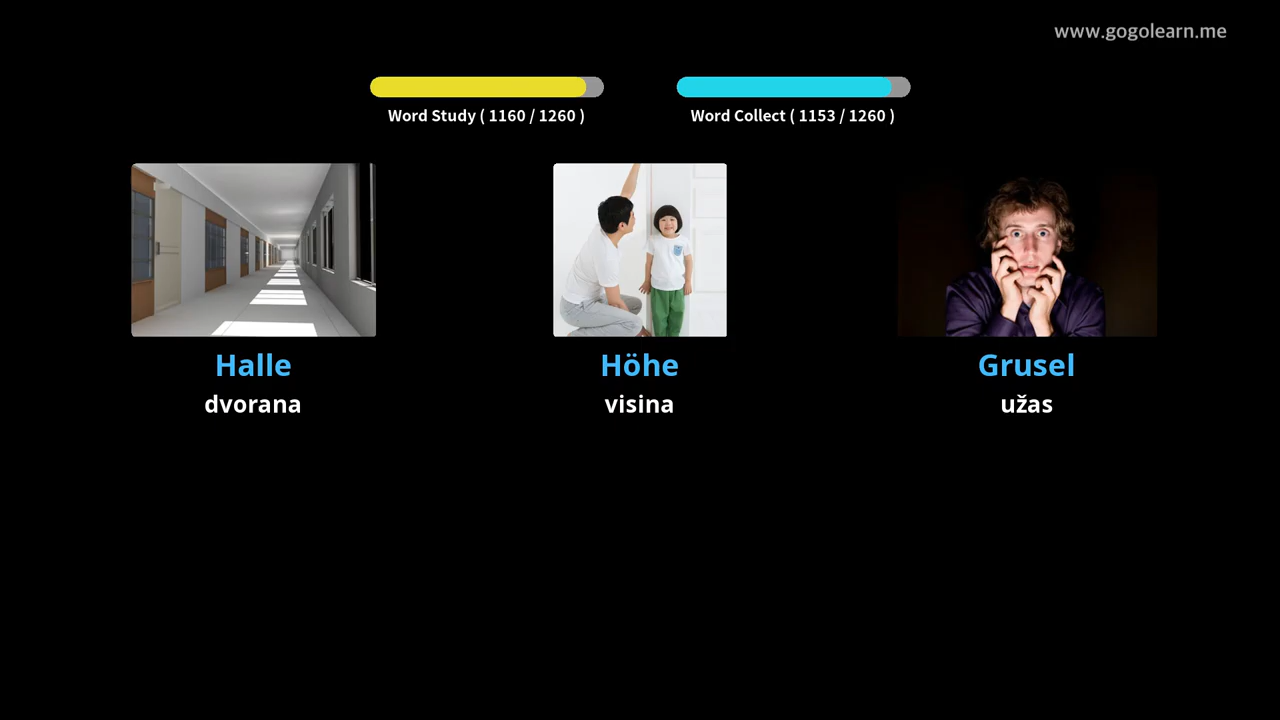 www.gogolearn.me
Word Study ( 1160 / 1260 )
Word Collect ( 1153 / 1260 )
Halle
Höhe
Grusel
dvorana
visina
užas